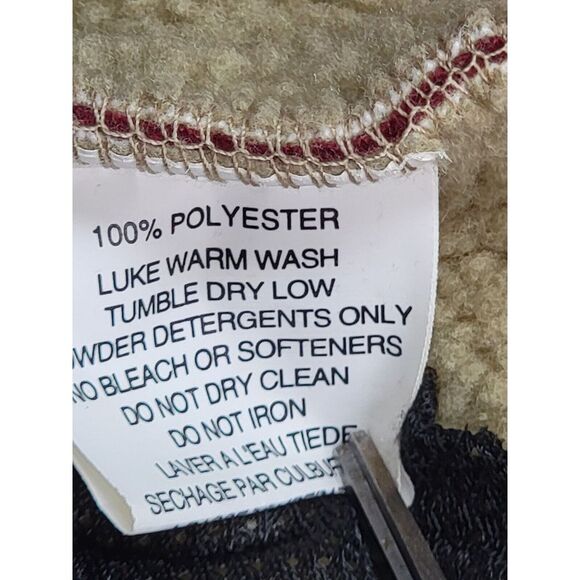 100% POLYESTER
LUKE WARM WASH
TUMBLE DRY LOW
OWDER DETERGENTS ONLY
NO BLEACH OR SOFTENERS
DO NOT DRY CLEAN
DO NOT IRON
LAVER A L'EAU TIEDE
SECHAGE PAR CULBU